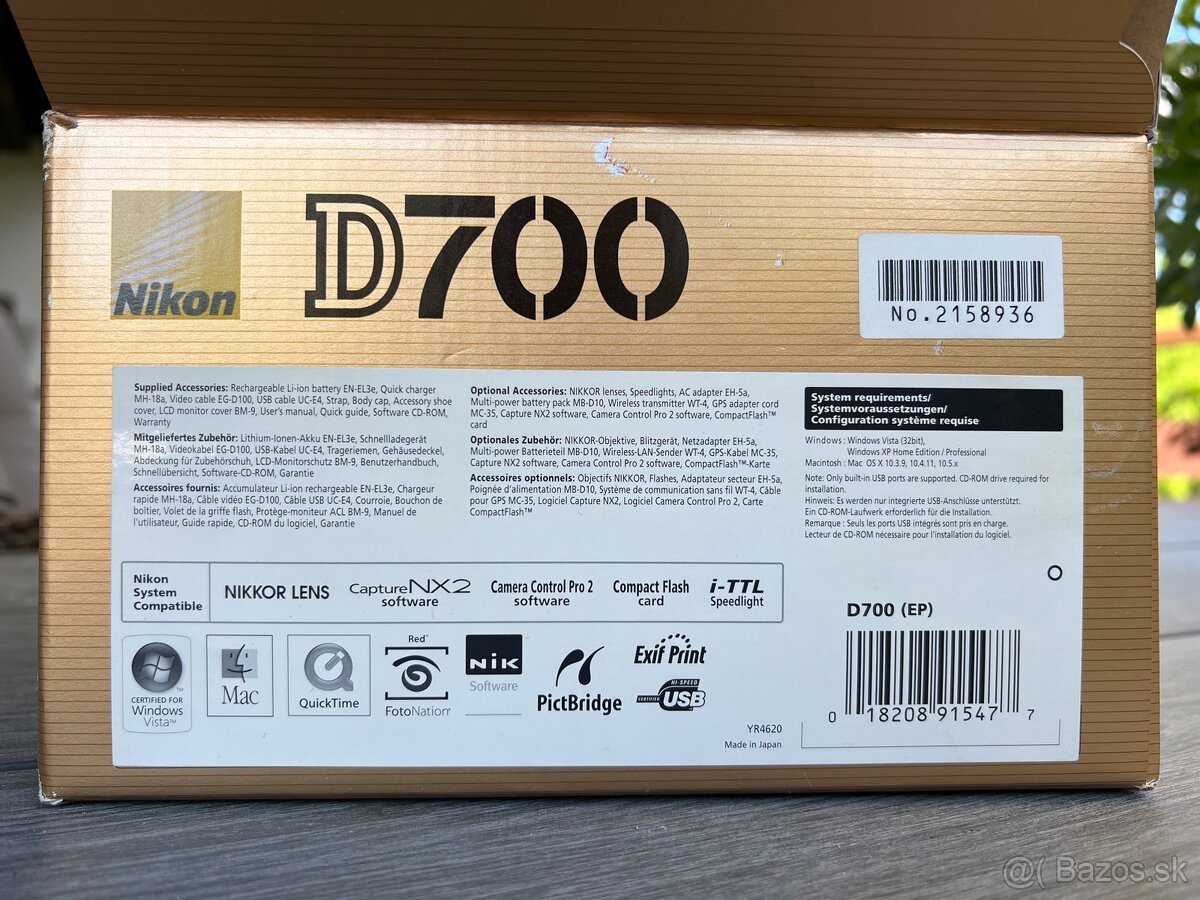 Nikon
D700
No.2158936
Supplied Accessories: Rechargeable Li-ion battery EN-EL3e, Quick charger
MH-18a, Video cable EG-D100, USB cable UC-E4, Strap, Body cap, Accessory shoe
cover, LCD monitor cover BM-9, User's manual, Quick guide, Software CD-ROM,
Warranty
Mitgeliefertes Zubehör: Lithium-Ionen-Akku EN-EL3e, Schnellladegerät
MH-18a, Videokabel EG-D100, USB-Kabel UC-E4, Trageriemen, Gehäusedeckel,
Abdeckung für Zubehörschuh, LCD-Monitorschutz BM-9, Benutzerhandbuch,
Schnellübersicht, Software-CD-ROM, Garantie
Accessoires fournis: Accumulateur Li-ion rechargeable EN-EL3e, Chargeur
rapide MH-18a, Câble vidéo EG-D100, Câble USB UC-E4, Courroie, Bouchon de
boîtier, Volet de la griffe flash, Protège-moniteur ACL BM-9, Manuel de
l'utilisateur, Guide rapide, CD-ROM du logiciel, Garantie
Optional Accessories: NIKKOR lenses, Speedlights, AC adapter EH-5a,
Multi-power battery pack MB-D10, Wireless transmitter WT-4, GPS adapter cord
MC-35, Capture NX2 software, Camera Control Pro 2 software, CompactFlash™
card
Optionales Zubehör: NIKKOR-Objektive, Blitzgerät, Netzadapter EH-5a,
Multi-power Batterieteil MB-D10, Wireless-LAN-Sender WT-4, GPS-Kabel MC-35,
Capture NX2 software, Camera Control Pro 2 software, CompactFlash™-Karte
Accessoires optionnels: Objectifs NIKKOR, Flashes, Adaptateur secteur EH-5a,
Poignée d'alimentation MB-D10, Système de communication sans fil WT-4, Câble
pour GPS MC-35, Logiciel Capture NX2, Logiciel Camera Control Pro 2, Carte
CompactFlash™
System requirements/
Systemvoraussetzungen/
Configuration système requise
Windows : Windows Vista (32bit),
Windows XP Home Edition / Professional
Macintosh : Mac OS X 10.3.9, 10.4.11, 10.5.x
Note: Only built-in USB ports are supported. CD-ROM drive required for
installation.
Hinweis: Es werden nur integrierte USB-Anschlüsse unterstützt.
Ein CD-ROM-Laufwerk erforderlich für die Installation.
Remarque : Seuls les ports USB intégrés sont pris en charge.
Lecteur de CD-ROM nécessaire pour l'installation du logiciel.
Nikon
System
Compatible
NIKKOR LENS
Capture NX2
software
Camera Control Pro 2
software
Compact Flash
card
i-TTL
Speedlight
CERTIFIED FOR
Windows
Vista™
Mac
QuickTime
Red™
FotoNation™
NIK
Software
PictBridge
Exif Print
HI-SPEED
CERTIFIED USB
YR4620
Made in Japan
D700 (EP)
0 18208 91547 7
@( Bazos.sk